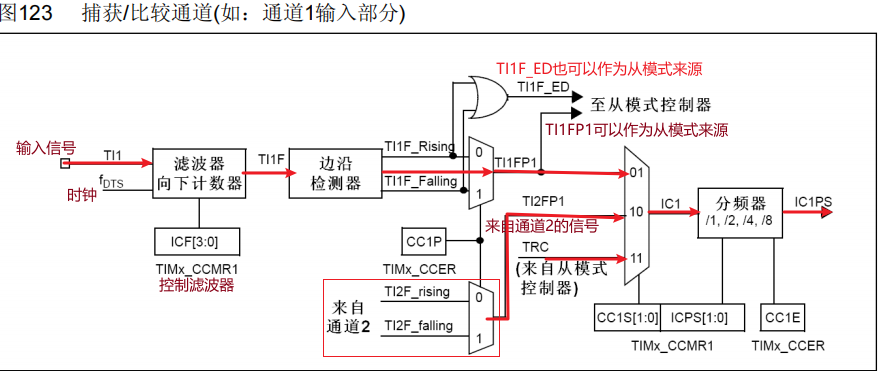 图123 捕获/比较通道(如：通道1输入部分)
TI1F_ED也可以作为从模式来源
TI1F_ED
至从模式控制器
TI1FP1可以作为从模式来源
输入信号
TI1
滤波器
向下计数器
TI1F
边沿
检测器
TI1F_Rising
TI1F_Falling
0
1
TI1FP1
时钟
fDTS
01
10
11
TI2FP1
来自通道2的信号
IC1
分频器
/1, /2, /4, /8
IC1PS
ICF[3:0]
TIMx_CCMR1
控制滤波器
CC1P
TIMx_CCER
TRC
(来自从模式
控制器)
来自
通道2
TI2F_rising
TI2F_falling
0
1
CC1S[1:0]
ICPS[1:0]
CC1E
TIMx_CCMR1
TIMx_CCER